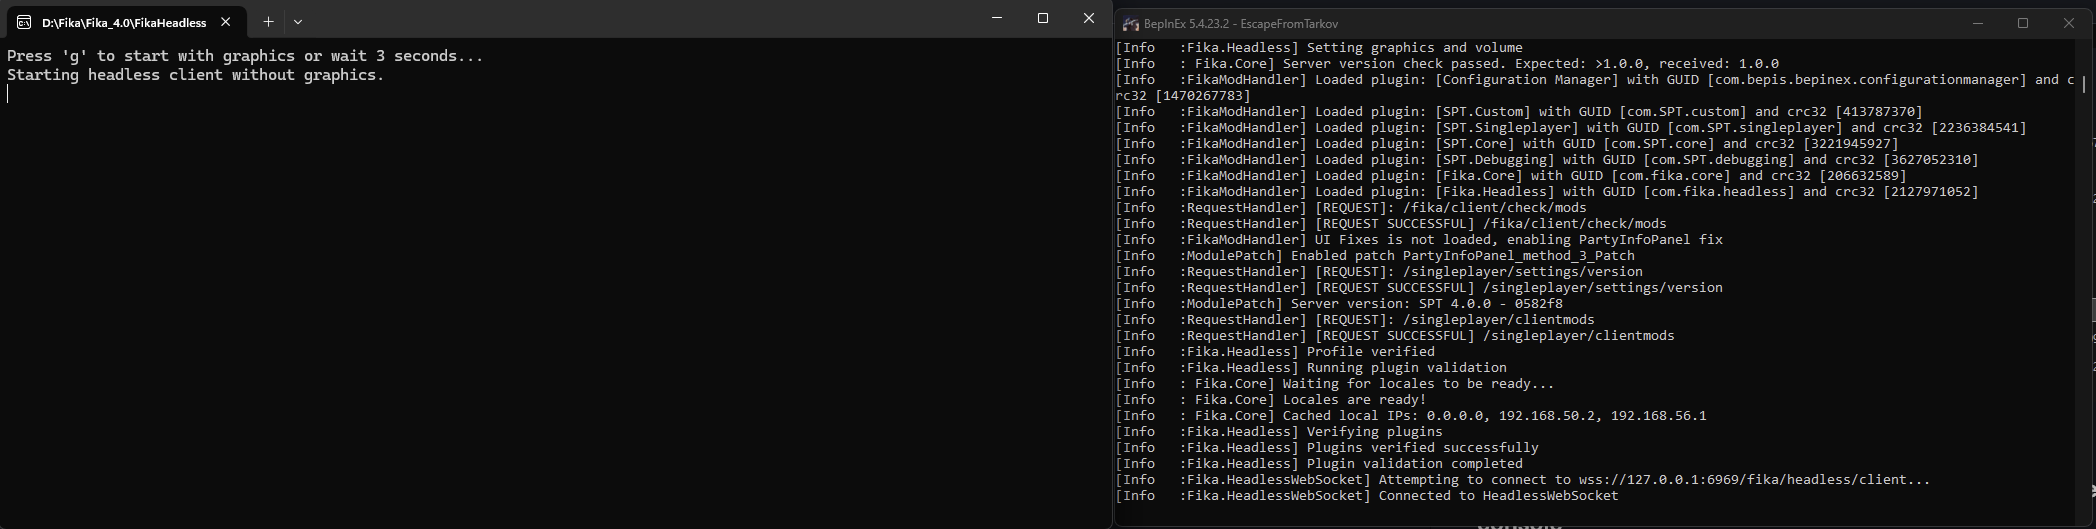 D:\Fika\Fika_4.0\FikaHeadless
Press 'g' to start with graphics or wait 3 seconds...
Starting headless client without graphics.
BepInEx 5.4.23.2 - EscapeFromTarkov
[Info   :Fika.Headless] Setting graphics and volume
[Info   : Fika.Core] Server version check passed. Expected: >1.0.0, received: 1.0.0
[Info   :FikaModHandler] Loaded plugin: [Configuration Manager] with GUID [com.bepis.bepinex.configurationmanager] and c
rc32 [1470267783]
[Info   :FikaModHandler] Loaded plugin: [SPT.Custom] with GUID [com.SPT.custom] and crc32 [413787370]
[Info   :FikaModHandler] Loaded plugin: [SPT.Singleplayer] with GUID [com.SPT.singleplayer] and crc32 [2236384541]
[Info   :FikaModHandler] Loaded plugin: [SPT.Core] with GUID [com.SPT.core] and crc32 [3221945927]
[Info   :FikaModHandler] Loaded plugin: [SPT.Debugging] with GUID [com.SPT.debugging] and crc32 [3627052310]
[Info   :FikaModHandler] Loaded plugin: [Fika.Core] with GUID [com.fika.core] and crc32 [206632589]
[Info   :FikaModHandler] Loaded plugin: [Fika.Headless] with GUID [com.fika.headless] and crc32 [2127971052]
[Info   :RequestHandler] [REQUEST]: /fika/client/check/mods
[Info   :RequestHandler] [REQUEST SUCCESSFUL] /fika/client/check/mods
[Info   :FikaModHandler] UI Fixes is not loaded, enabling PartyInfoPanel fix
[Info   :ModulePatch] Enabled patch PartyInfoPanel_method_3_Patch
[Info   :RequestHandler] [REQUEST]: /singleplayer/settings/version
[Info   :RequestHandler] [REQUEST SUCCESSFUL] /singleplayer/settings/version
[Info   :ModulePatch] Server version: SPT 4.0.0 - 0582f8
[Info   :RequestHandler] [REQUEST]: /singleplayer/clientmods
[Info   :RequestHandler] [REQUEST SUCCESSFUL] /singleplayer/clientmods
[Info   :Fika.Headless] Profile verified
[Info   :Fika.Headless] Running plugin validation
[Info   : Fika.Core] Waiting for locales to be ready...
[Info   : Fika.Core] Locales are ready!
[Info   : Fika.Core] Cached local IPs: 0.0.0.0, 192.168.50.2, 192.168.56.1
[Info   :Fika.Headless] Verifying plugins
[Info   :Fika.Headless] Plugins verified successfully
[Info   :Fika.Headless] Plugin validation completed
[Info   :Fika.HeadlessWebSocket] Attempting to connect to wss://127.0.0.1:6969/fika/headless/client...
[Info   :Fika.HeadlessWebSocket] Connected to HeadlessWebSocket